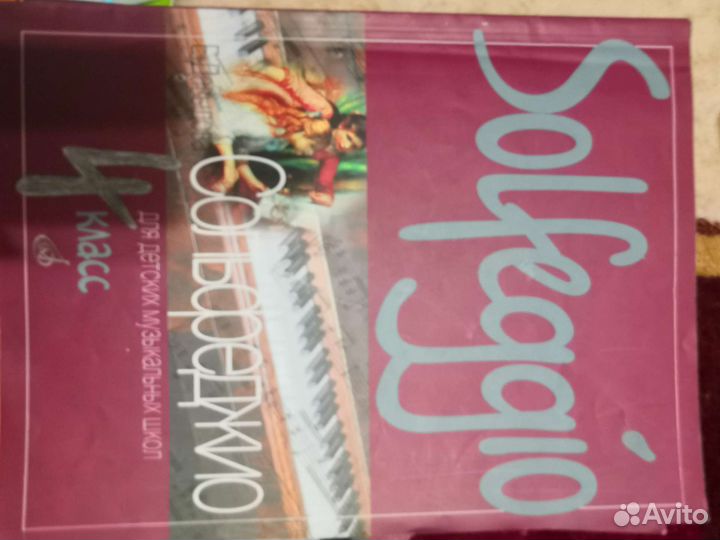 Solfeggio
Сольфеджио
для детских музыкальных школ
4 класс
Avito